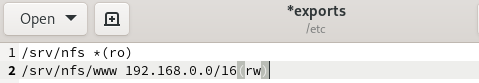 Open
*exports
/etc
1 /srv/nfs *(ro)
2 /srv/nfs/www 192.168.0.0/16(rw)